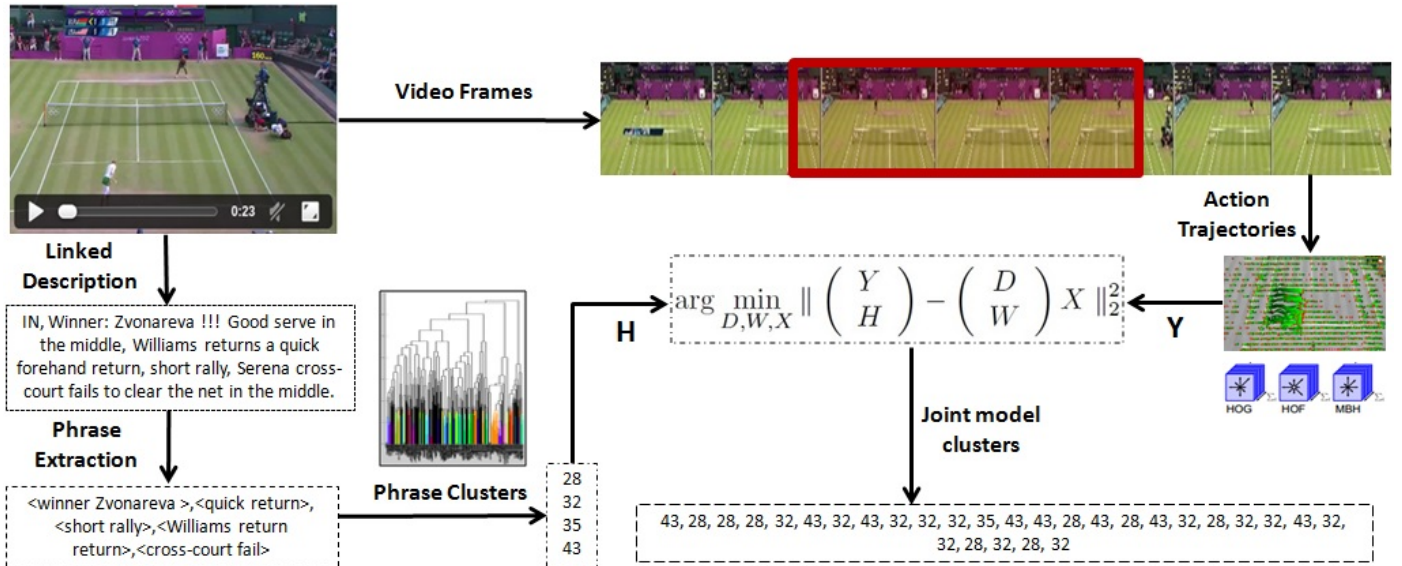 160
Video Frames
0:23
Linked
Description
IN, Winner: Zvonareva !!! Good serve in
the middle, Williams returns a quick
forehand return, short rally, Serena cross-
court fails to clear the net in the middle.
Phrase
Extraction
<winner Zvonareva >,<quick return>,
<short rally>,<Williams return
return>,<cross-court fail>
Phrase Clusters
28
32
35
43
H
arg min ‖ ( Y H ) − ( D W ) X ‖₂²
D,W,X
Y
Action
Trajectories
HOG
HOF
MBH
Joint model
clusters
43, 28, 28, 28, 32, 43, 32, 43, 32, 32, 32, 35, 43, 43, 28, 43, 28, 43, 32, 28, 32, 32, 43, 32,
32, 28, 32, 28, 32